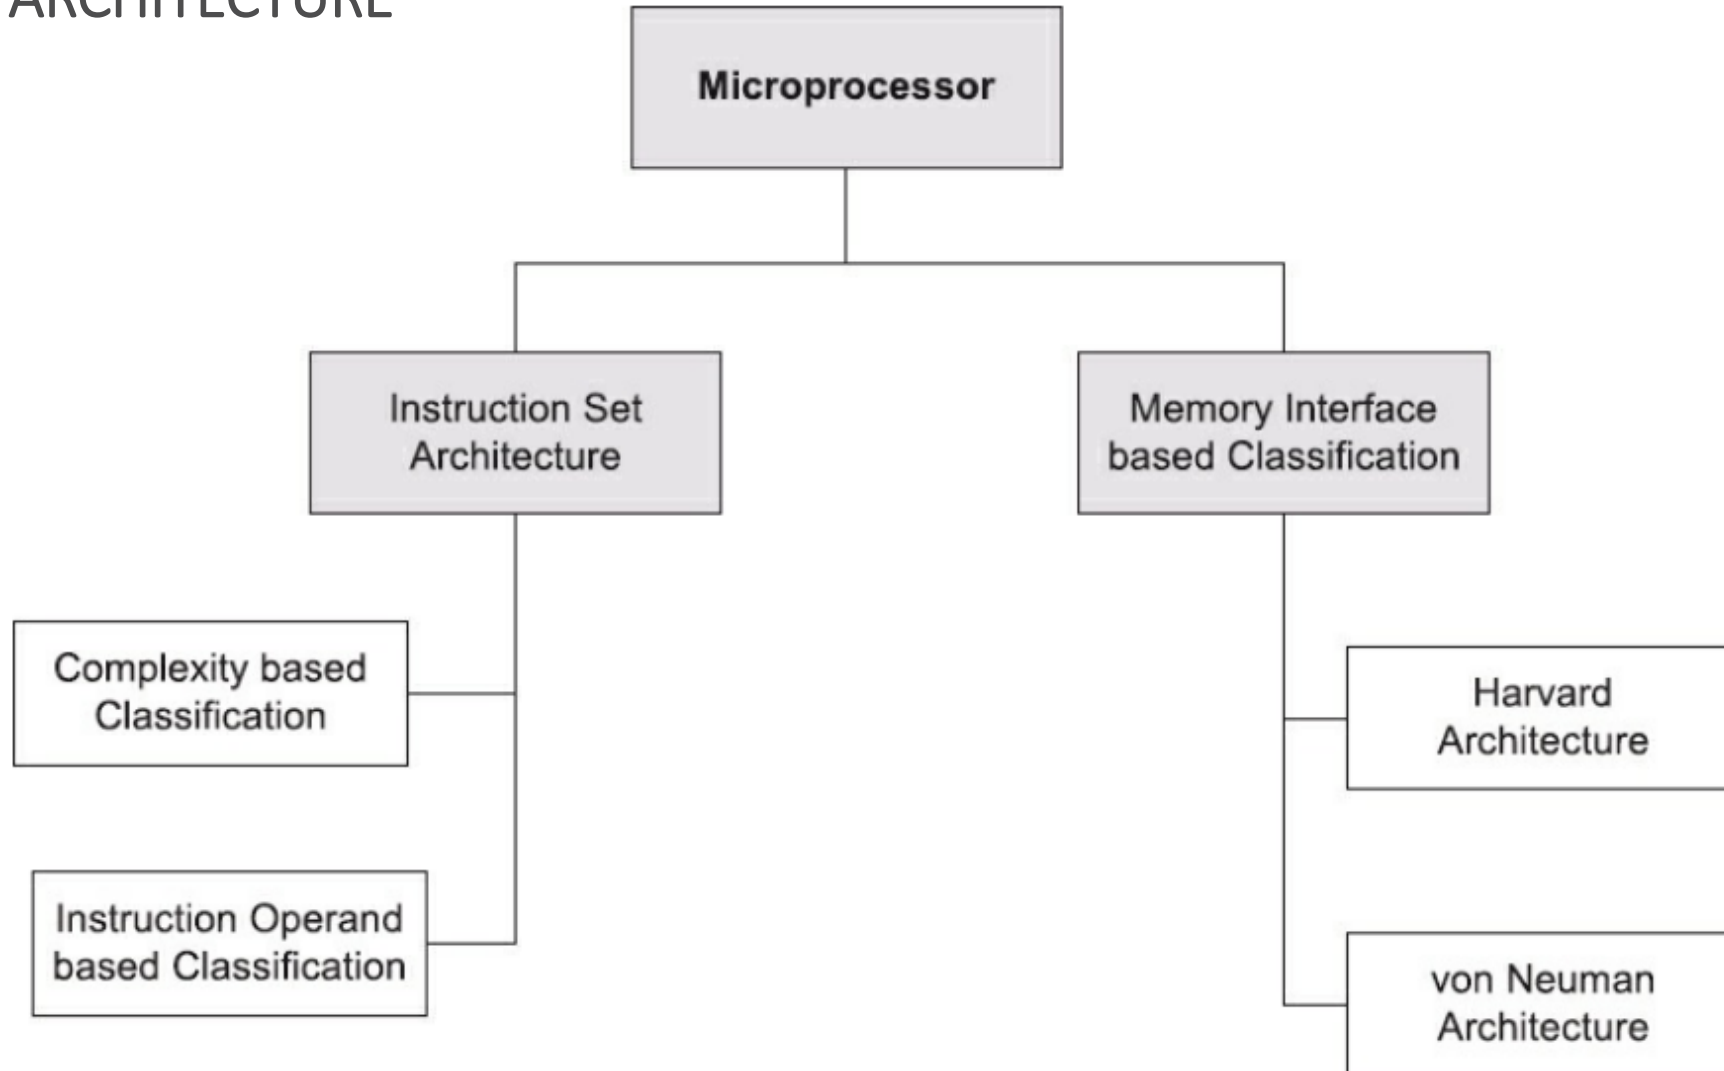 ARCHITECTURE
Microprocessor
Instruction Set
Architecture
Memory Interface
based Classification
Complexity based
Classification
Harvard
Architecture
Instruction Operand
based Classification
von Neuman
Architecture